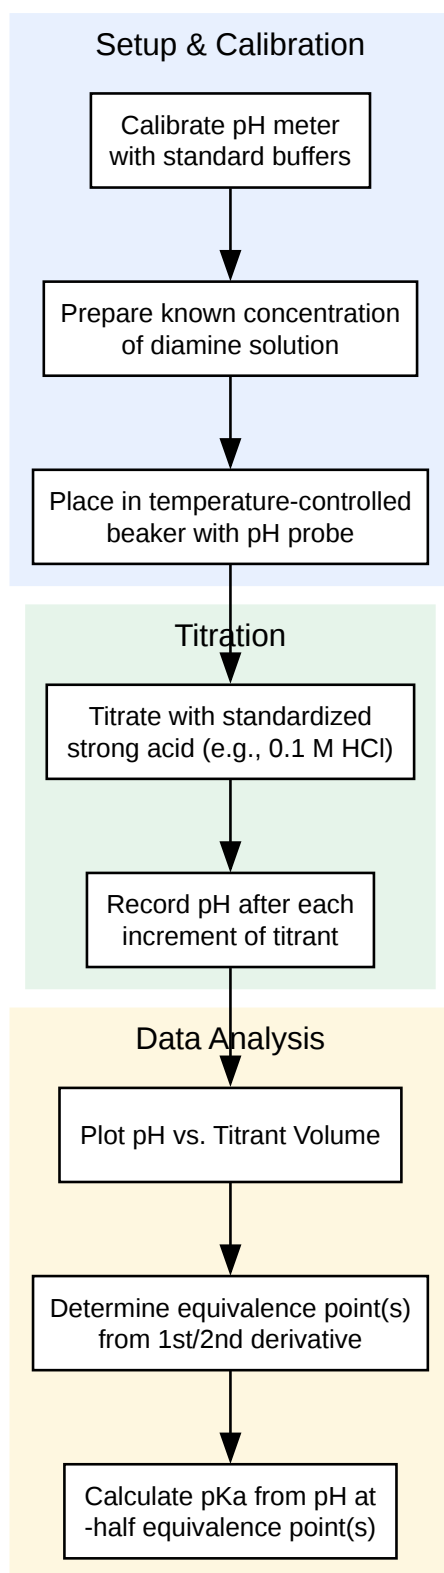 Setup & Calibration
Calibrate pH meter
with standard buffers
Prepare known concentration
of diamine solution
Place in temperature-controlled
beaker with pH probe
Titration
Titrate with standardized
strong acid (e.g., 0.1 M HCl)
Record pH after each
increment of titrant
Data Analysis
Plot pH vs. Titrant Volume
Determine equivalence point(s)
from 1st/2nd derivative
Calculate pKa from pH at
-half equivalence point(s)